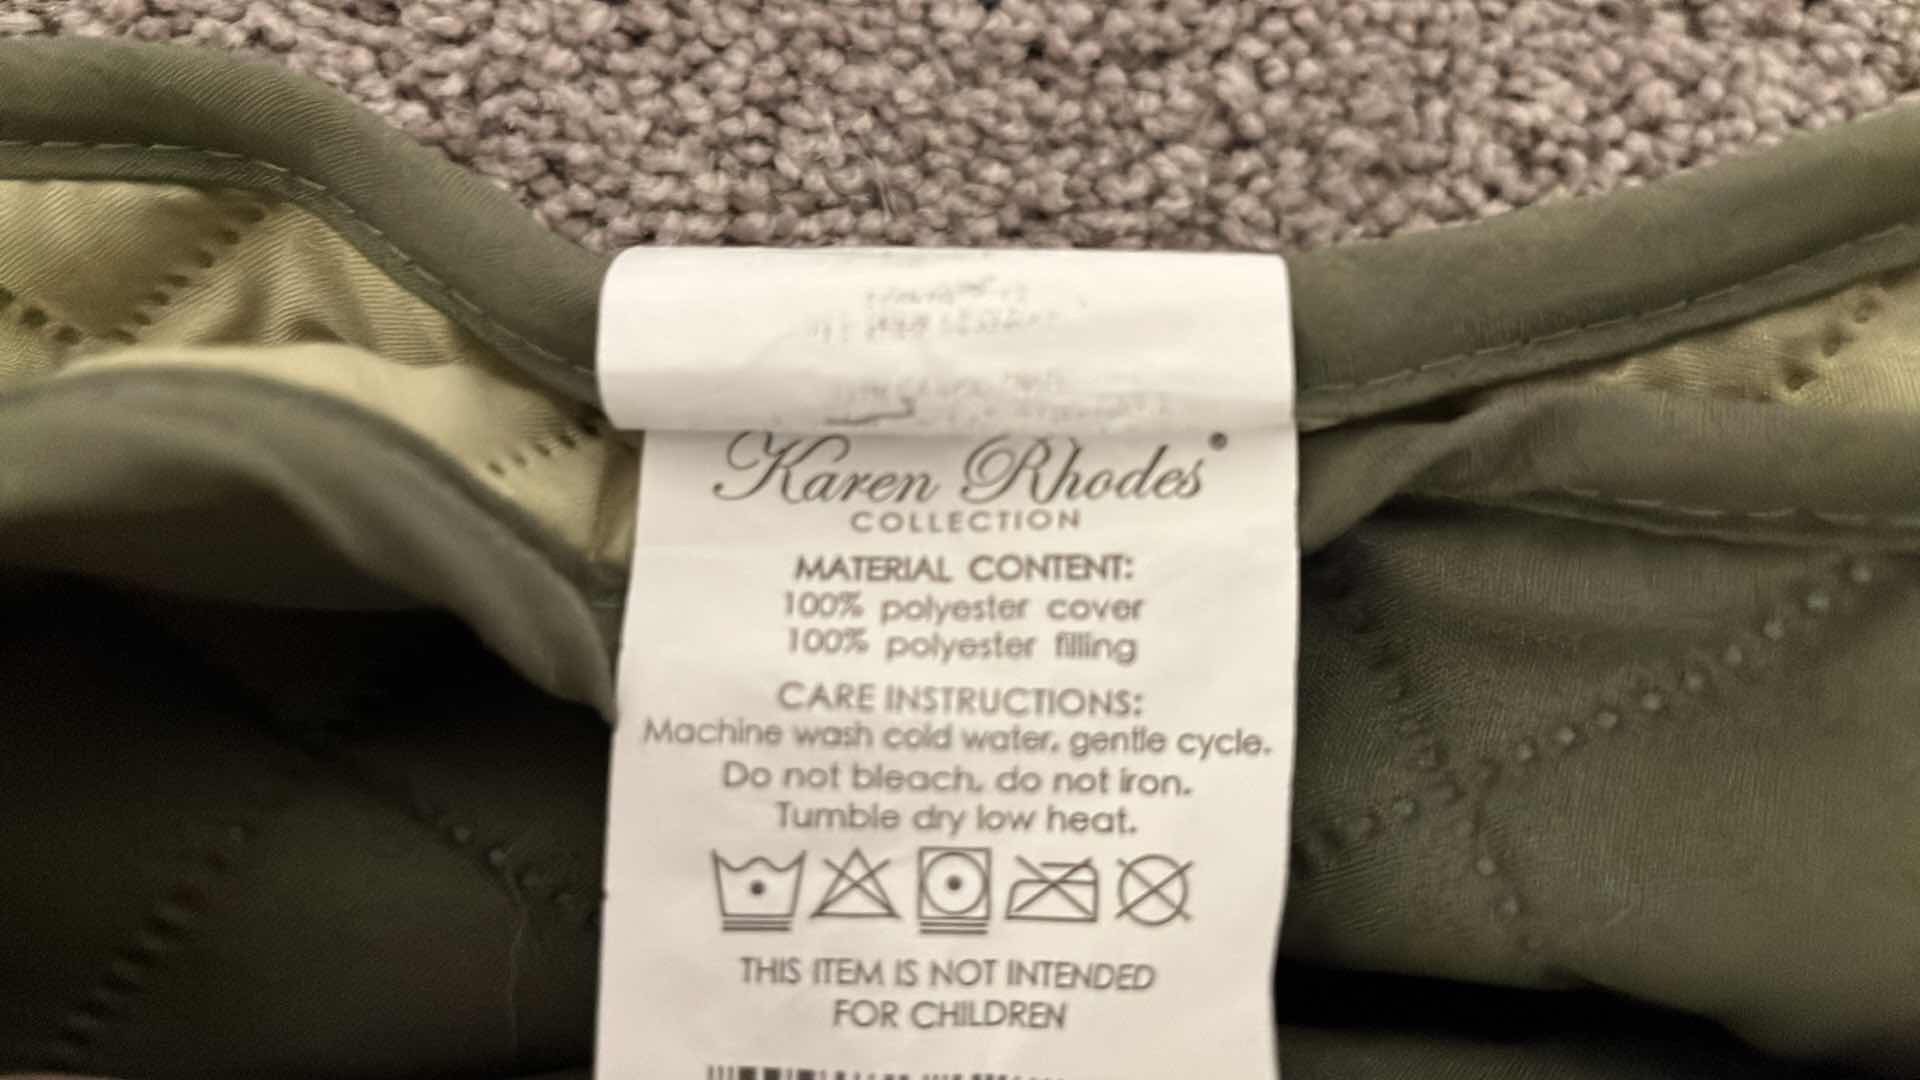 Karen Rhodes®
COLLECTION
MATERIAL CONTENT:
100% polyester cover
100% polyester filling
CARE INSTRUCTIONS:
Machine wash cold water, gentle cycle.
Do not bleach, do not iron.
Tumble dry low heat.
THIS ITEM IS NOT INTENDED
FOR CHILDREN